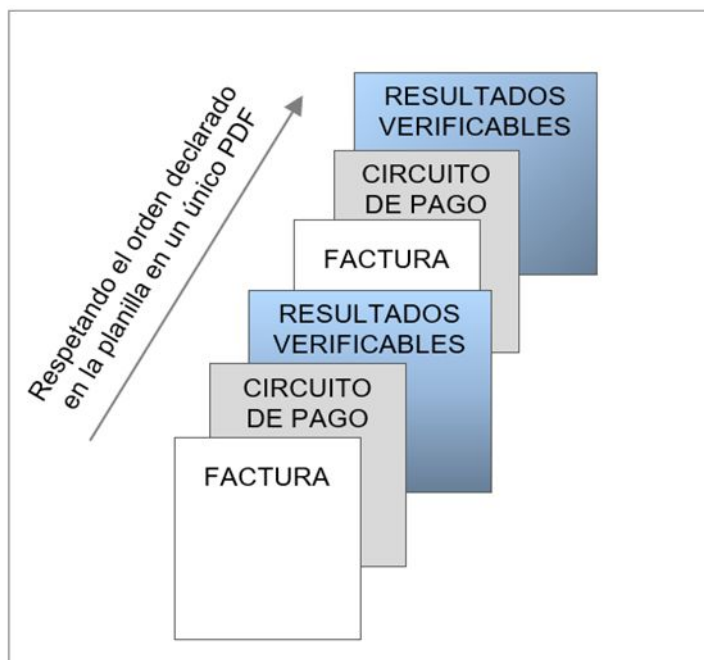 Respetando el orden declarado
en la planilla en un único PDF
RESULTADOS
VERIFICABLES
CIRCUITO
DE PAGO
FACTURA
RESULTADOS
VERIFICABLES
CIRCUITO
DE PAGO
FACTURA